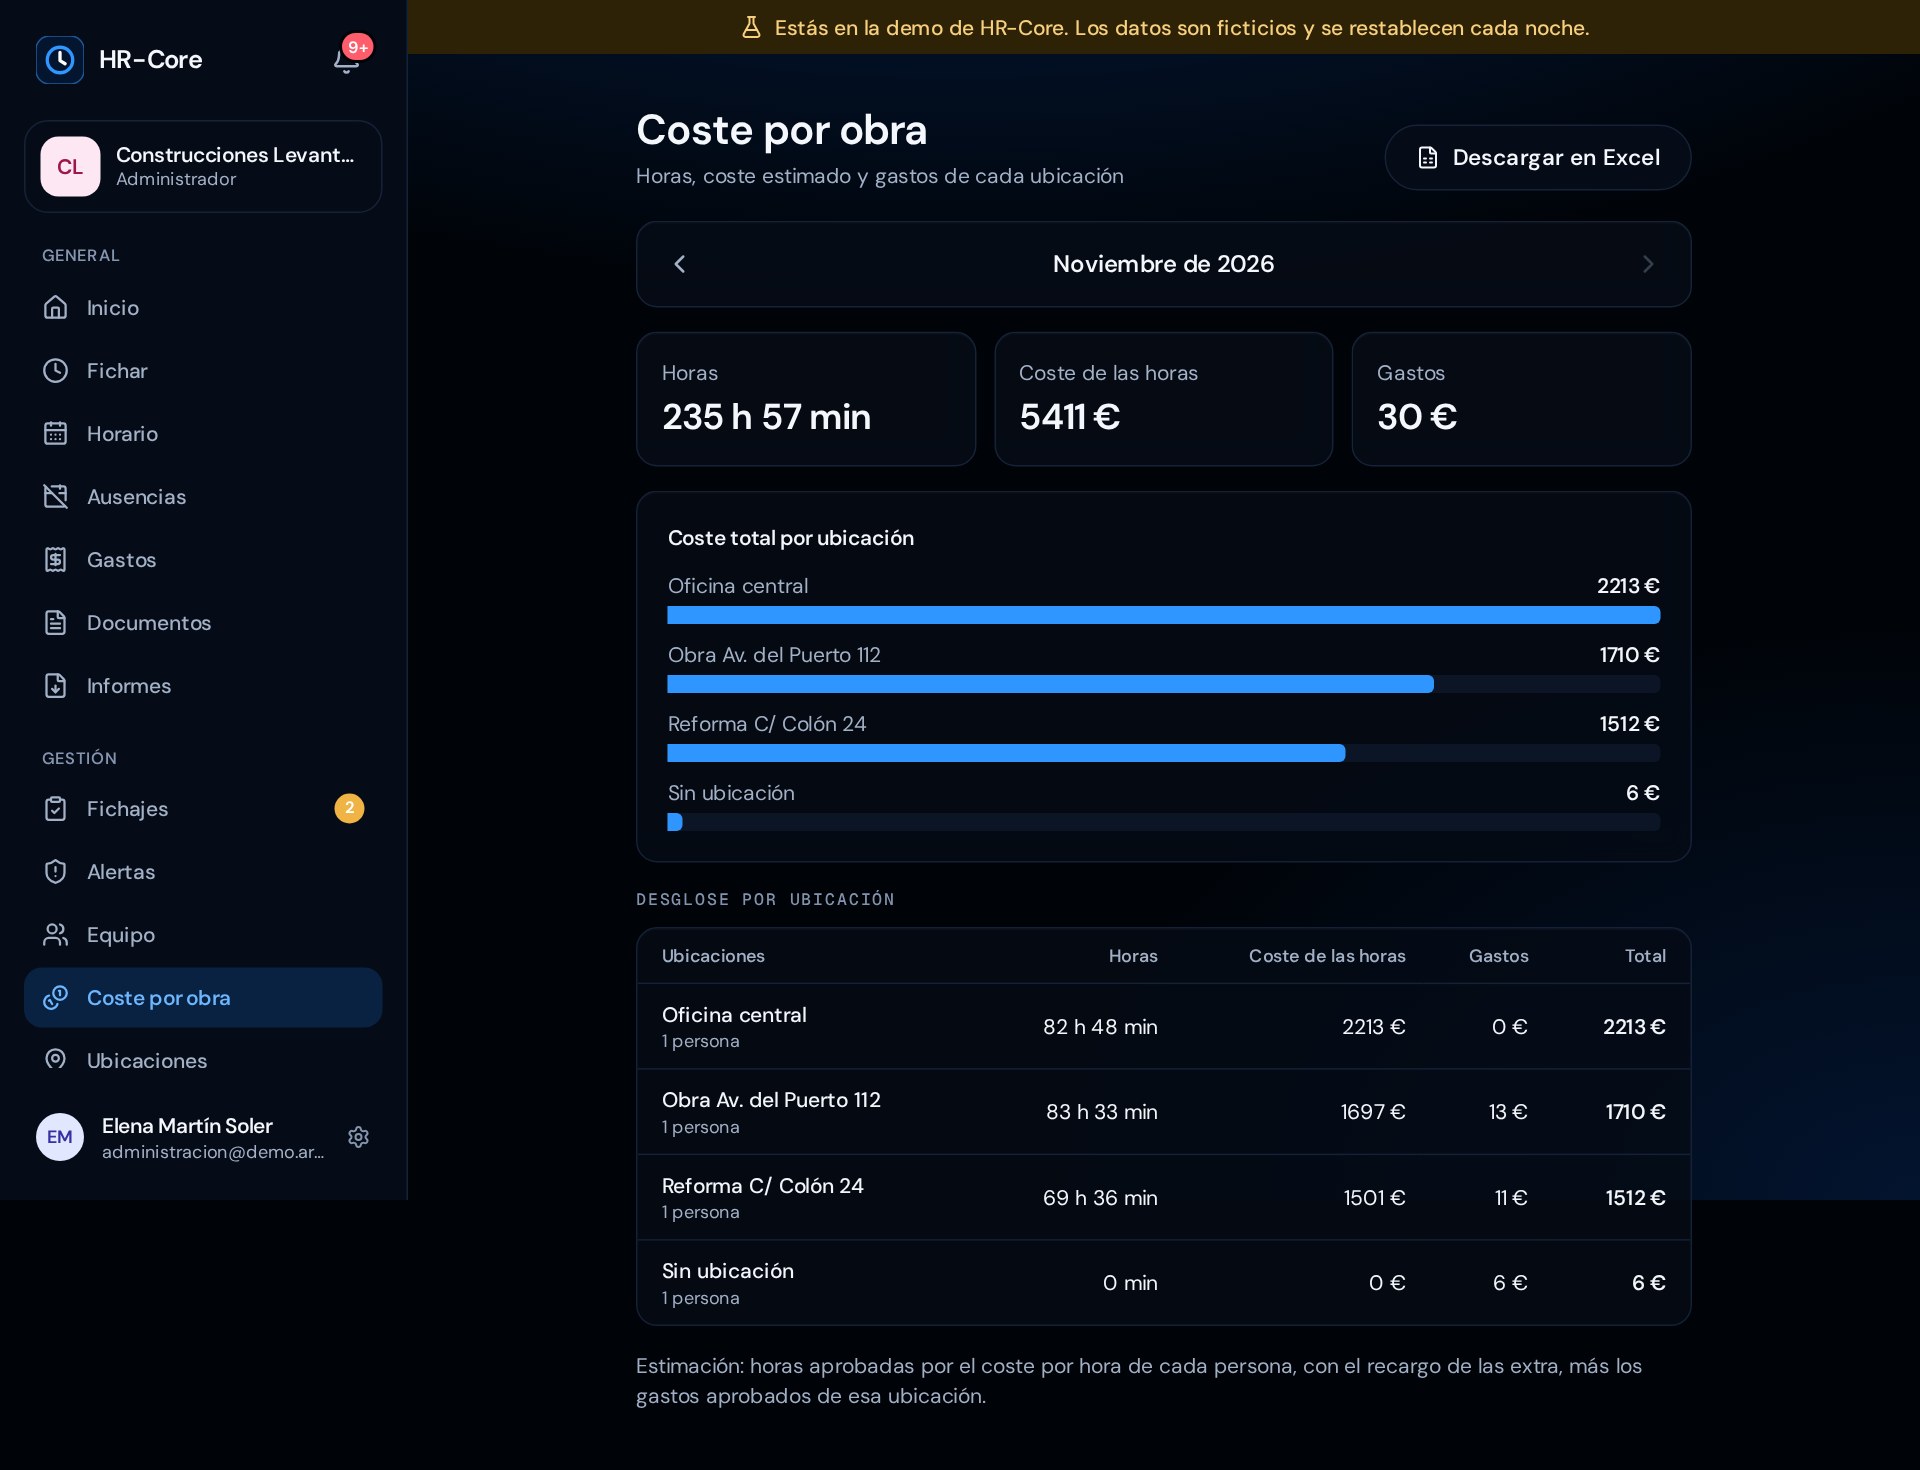 HR-Core
9+
CL
Construcciones Levant...
Administrador
GENERAL
Inicio
Fichar
Horario
Ausencias
Gastos
Documentos
Informes
GESTIÓN
Fichajes
2
Alertas
Equipo
Coste por obra
Ubicaciones
EM
Elena Martín Soler
administracion@demo.ar...
Estás en la demo de HR-Core. Los datos son ficticios y se restablecen cada noche.
Coste por obra
Horas, coste estimado y gastos de cada ubicación
Descargar en Excel
Noviembre de 2026
Horas
235 h 57 min
Coste de las horas
5411 €
Gastos
30 €
Coste total por ubicación
Oficina central 2213 €
Obra Av. del Puerto 112 1710 €
Reforma C/ Colón 24 1512 €
Sin ubicación 6 €
DESGLOSE POR UBICACIÓN
Ubicaciones Horas Coste de las horas Gastos Total
Oficina central
1 persona
82 h 48 min 2213 € 0 € 2213 €
Obra Av. del Puerto 112
1 persona
83 h 33 min 1697 € 13 € 1710 €
Reforma C/ Colón 24
1 persona
69 h 36 min 1501 € 11 € 1512 €
Sin ubicación
1 persona
0 min 0 € 6 € 6 €
Estimación: horas aprobadas por el coste por hora de cada persona, con el recargo de las extra, más los
gastos aprobados de esa ubicación.